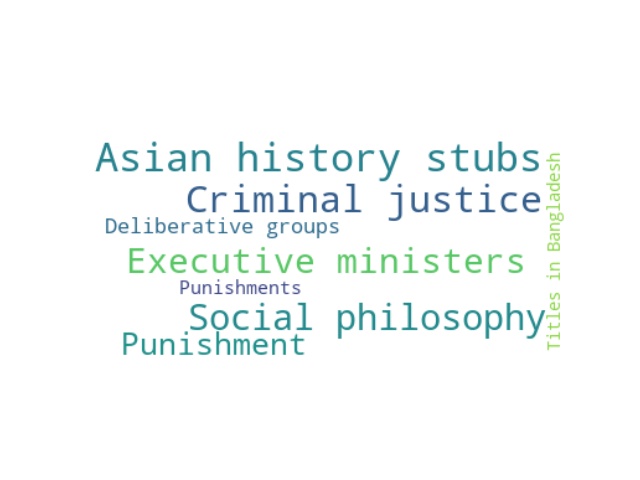 Asian history stubs
Criminal justice
Deliberative groups
Executive ministers
Punishments
Social philosophy
Punishment
Titles in Bangladesh